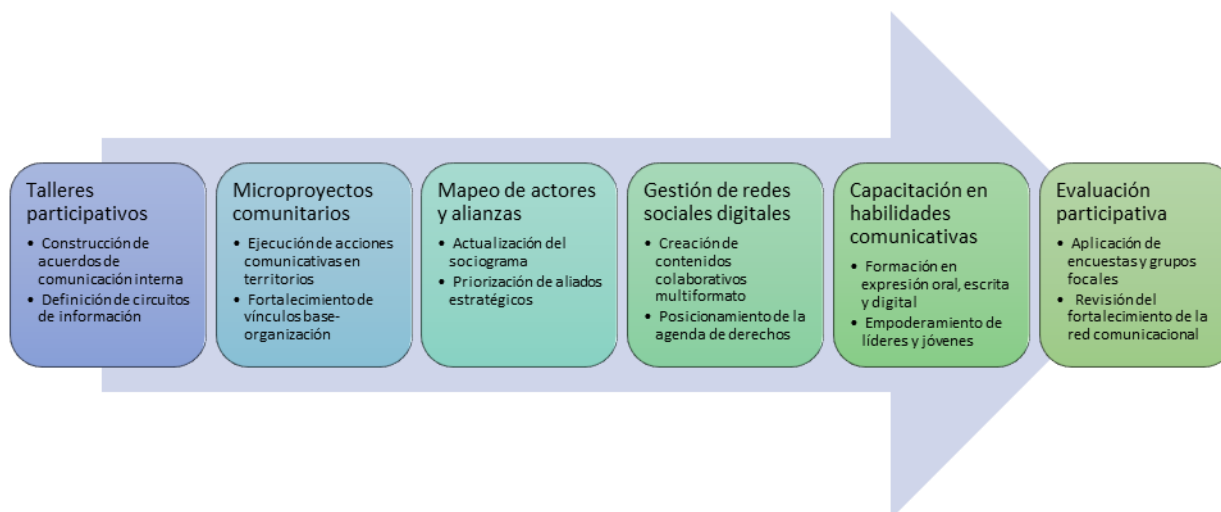 Talleres
participativos
• Construcción de
acuerdos de
comunicación interna
• Definición de circuitos
de información
Microproyectos
comunitarios
• Ejecución de acciones
comunicativas en
territorios
• Fortalecimiento de
vínculos base-
organización
Mapeo de actores
y alianzas
• Actualización del
sociograma
• Priorización de aliados
estratégicos
Gestión de redes
sociales digitales
• Creación de
contenidos
colaborativos
multiformato
• Posicionamiento de la
agenda de derechos
Capacitación en
habilidades
comunicativas
• Formación en
expresión oral, escrita
y digital
• Empoderamiento de
líderes y jóvenes
Evaluación
participativa
• Aplicación de
encuestas y grupos
focales
• Revisión del
fortalecimiento de la
red comunicacional